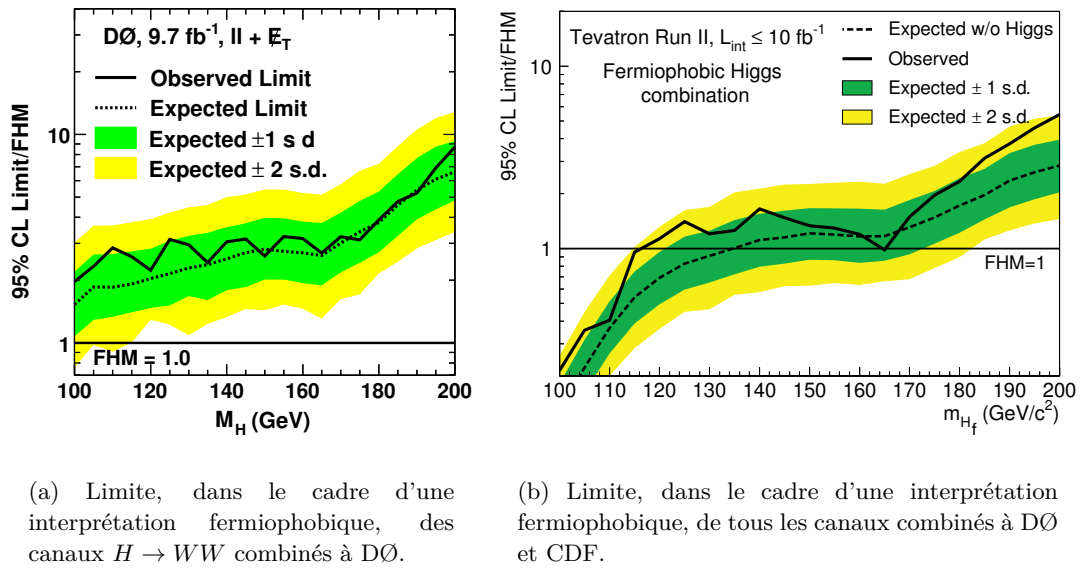 DØ, 9.7 fb⁻¹, ll + E̸_T
Observed Limit
Expected Limit
Expected ±1 s d
Expected ± 2 s.d.
95% CL Limit/FHM
10
1
FHM = 1.0
100 120 140 160 180 200
M_H (GeV)
Tevatron Run II, L_int ≤ 10 fb⁻¹
Fermiophobic Higgs
combination
Expected w/o Higgs
Observed
Expected ± 1 s.d.
Expected ± 2 s.d.
95% CL Limit/FHM
10
1
FHM=1
100 110 120 130 140 150 160 170 180 190 200
m_H_f (GeV/c²)
(a) Limite, dans le cadre d'une
interprétation fermiophobique, des
canaux H → WW combinés à DØ.
(b) Limite, dans le cadre d'une interprétation
fermiophobique, de tous les canaux combinés à DØ
et CDF.